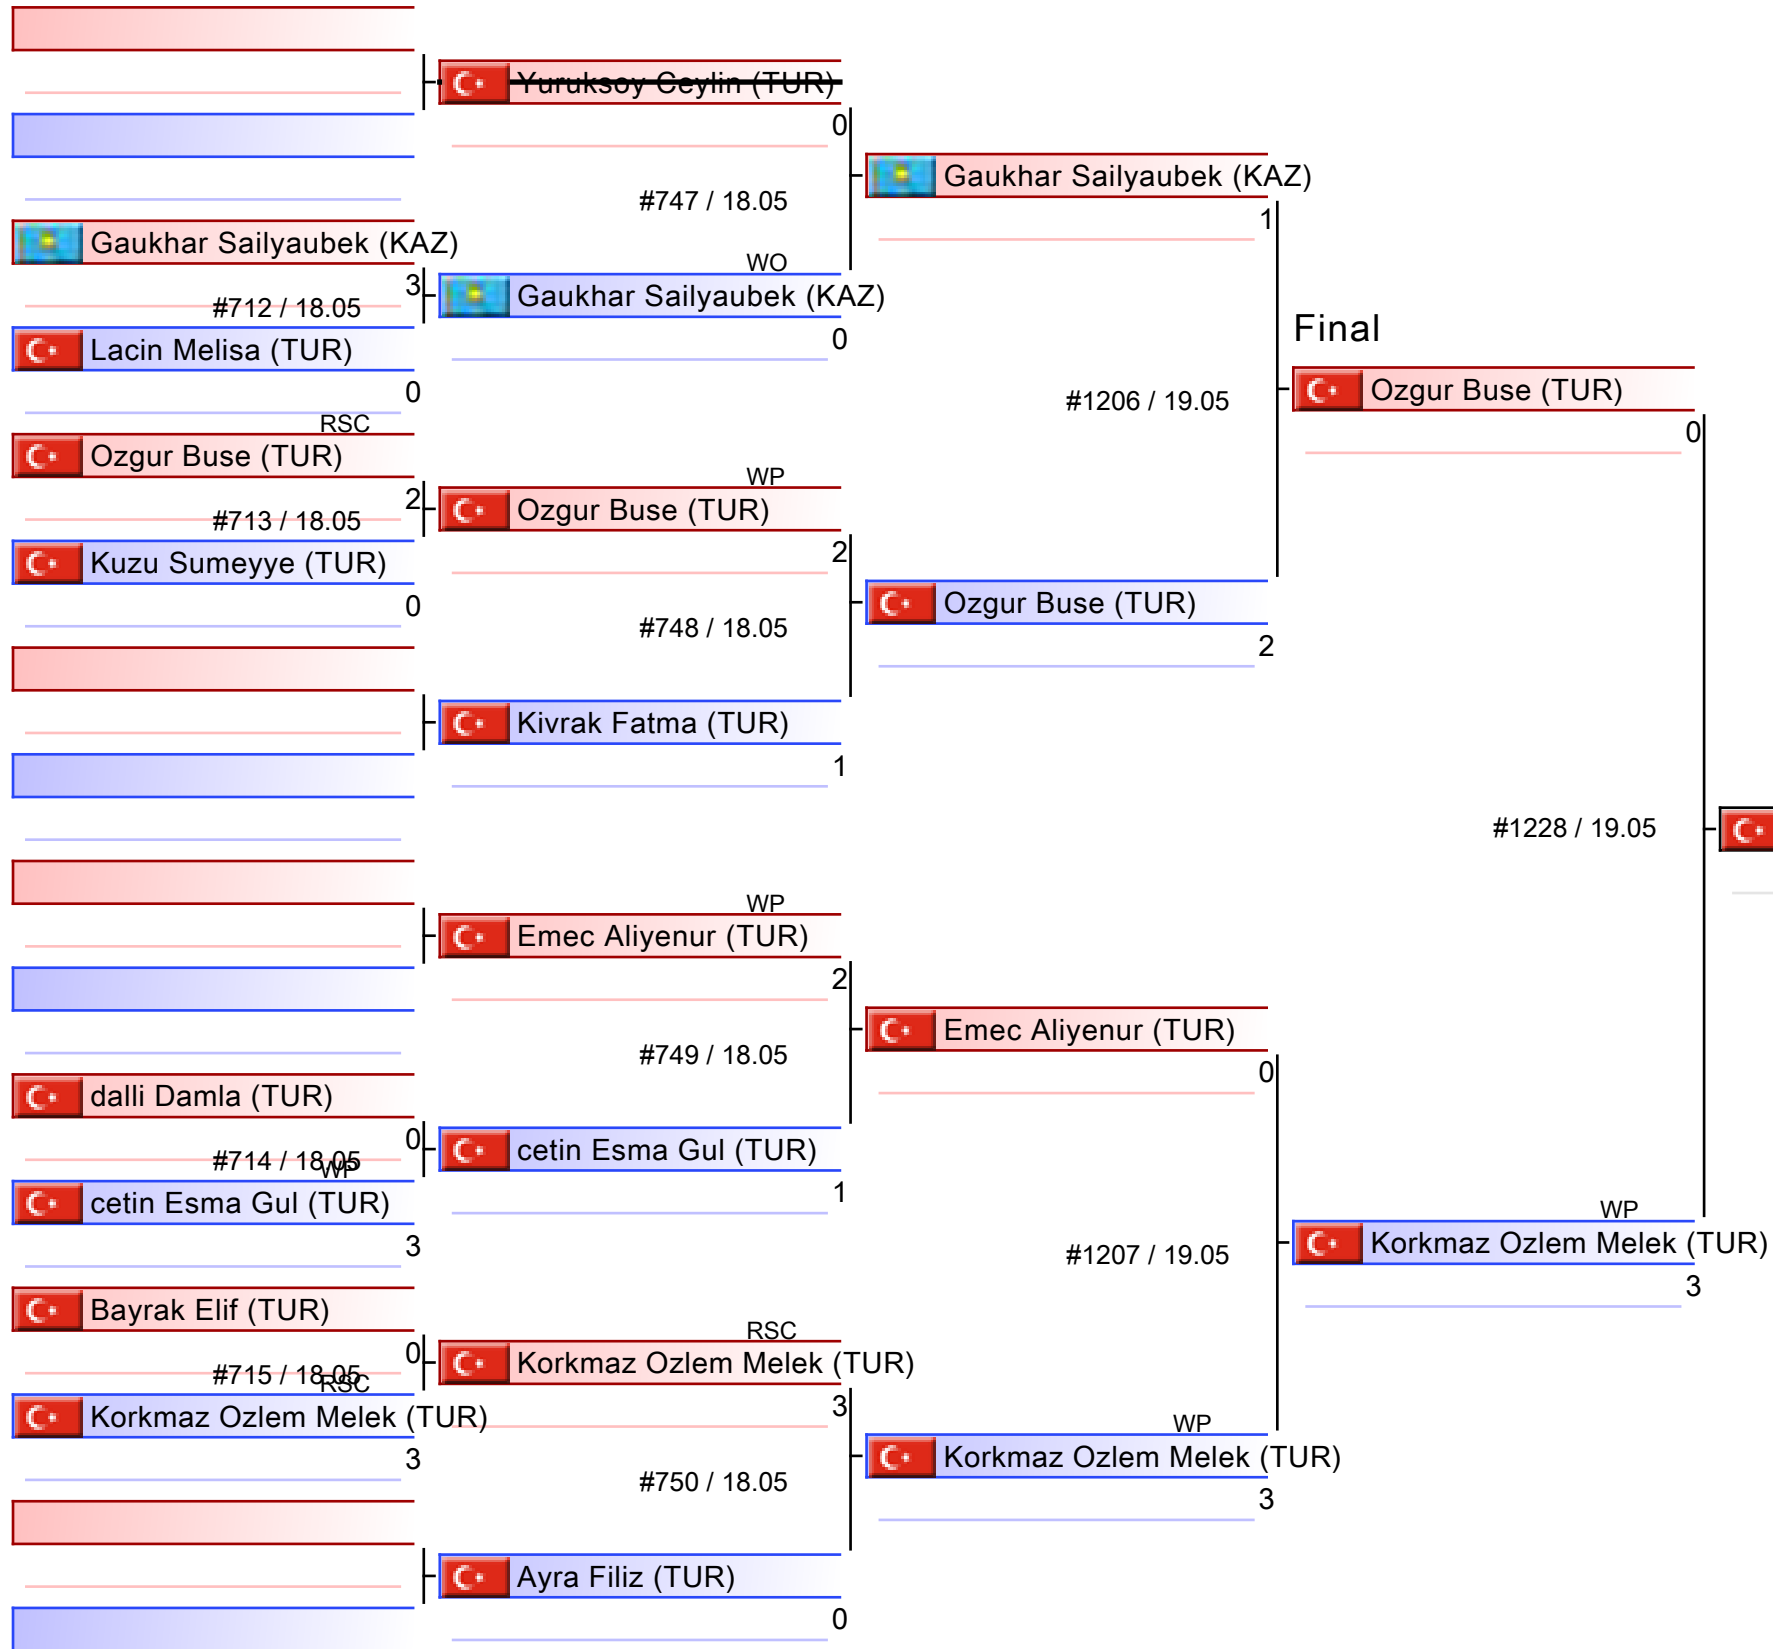 Yuruksoy Ceylin (TUR)
0
Gaukhar Sailyaubek (KAZ)
#747 / 18.05
1
Gaukhar Sailyaubek (KAZ)
WO
3
Gaukhar Sailyaubek (KAZ)
#712 / 18.05
Final
Lacin Melisa (TUR)
0
0
Ozgur Buse (TUR)
#1206 / 19.05
RSC
0
Ozgur Buse (TUR)
WP
2
Ozgur Buse (TUR)
#713 / 18.05
2
Kuzu Sumeyye (TUR)
Ozgur Buse (TUR)
0
#748 / 18.05
2
Kivrak Fatma (TUR)
1
#1228 / 19.05
WP
Emec Aliyenur (TUR)
2
Emec Aliyenur (TUR)
#749 / 18.05
0
dalli Damla (TUR)
0
cetin Esma Gul (TUR)
#714 / 18.05
WP
cetin Esma Gul (TUR)
1
WP
3
Korkmaz Ozlem Melek (TUR)
#1207 / 19.05
3
Bayrak Elif (TUR)
RSC
0
Korkmaz Ozlem Melek (TUR)
#715 / 18.05
RSC
3
Korkmaz Ozlem Melek (TUR)
WP
3
Korkmaz Ozlem Melek (TUR)
#750 / 18.05
3
Ayra Filiz (TUR)
0